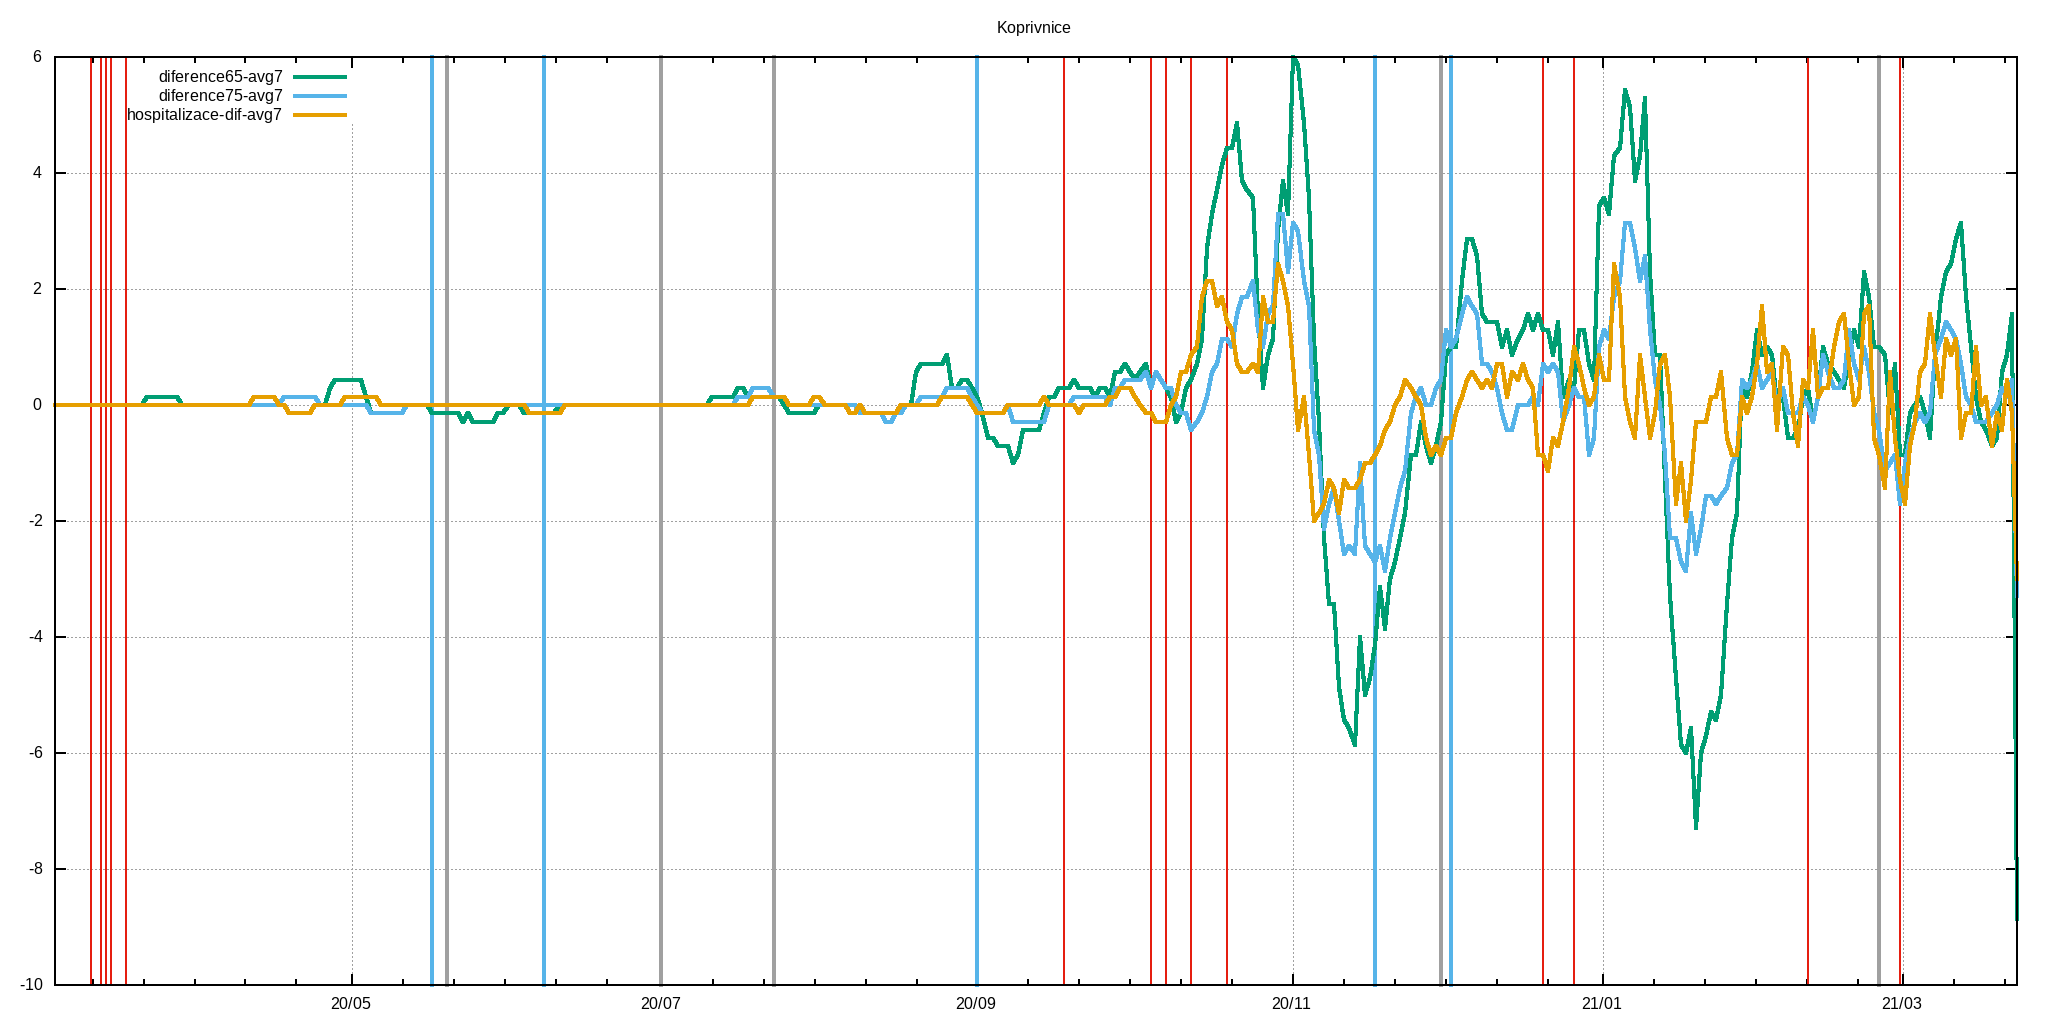 Koprivnice
diference65-avg7
diference75-avg7
hospitalizace-dif-avg7
6
4
2
0
-2
-4
-6
-8
-10
20/05 20/07 20/09 20/11 21/01 21/03